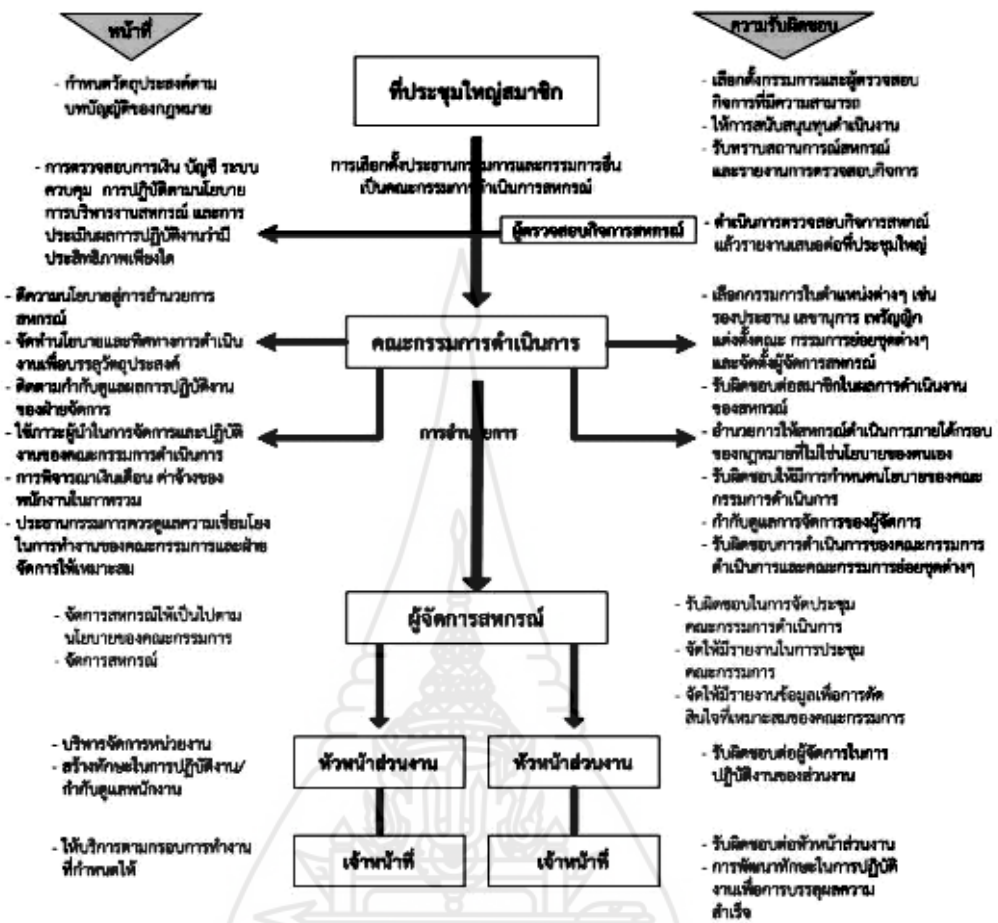 หน้าที่
ความรับผิดชอบ
- กำหนดวัตถุประสงค์ตาม
บทบัญญัติของกฎหมาย
ที่ประชุมใหญ่สมาชิก
- เลือกตั้งกรรมการและผู้ตรวจสอบ
กิจการที่มีความสามารถ
- ให้การสนับสนุนทุนดำเนินงาน
- รับทราบสถานการณ์สหกรณ์
และรายงานการตรวจสอบกิจการ
- การตรวจสอบการเงิน บัญชี ระบบ
ควบคุม การปฏิบัติตามนโยบาย
การบริหารงานสหกรณ์ และการ
ประเมินผลการปฏิบัติงานว่ามี
ประสิทธิภาพเพียงใด
การเลือกตั้งประธานกรรมการและกรรมการอื่น
เป็นคณะกรรมการดำเนินการสหกรณ์
ผู้ตรวจสอบกิจการสหกรณ์
- ดำเนินการตรวจสอบกิจการสหกรณ์
แล้วรายงานเสนอต่อที่ประชุมใหญ่
- ตีความนโยบายสู่การอำนวยการ
สหกรณ์
- จัดทำนโยบายและทิศทางการดำเนิน
งานเพื่อบรรลุวัตถุประสงค์
- ติดตามกำกับดูแลผลการปฏิบัติงาน
ของฝ่ายจัดการ
- ใช้ภาวะผู้นำในการจัดการและปฏิบัติ
งานของคณะกรรมการดำเนินการ
- การพิจารณาเงินเดือน ค่าจ้างของ
พนักงานในภาพรวม
- ประธานกรรมการควรดูแลความเชื่อมโยง
ในการทำงานของคณะกรรมการและฝ่าย
จัดการให้เหมาะสม
คณะกรรมการดำเนินการ
การอำนวยการ
- เลือกกรรมการในตำแหน่งต่างๆ เช่น
รองประธาน เลขานุการ เหรัญญิก
แต่งตั้งคณะ กรรมการย่อยชุดต่างๆ
และจัดตั้งผู้จัดการสหกรณ์
- รับผิดชอบต่อสมาชิกในผลการดำเนินงาน
ของสหกรณ์
- อำนวยการให้สหกรณ์ดำเนินการภายใต้กรอบ
ของกฎหมายที่ไม่ใช่นโยบายของตนเอง
- รับผิดชอบให้มีการกำหนดนโยบายของคณะ
กรรมการดำเนินการ
- กำกับดูแลการจัดการของผู้จัดการ
- รับผิดชอบการดำเนินการของคณะกรรมการ
ดำเนินการและคณะกรรมการย่อยชุดต่างๆ
- จัดการสหกรณ์ให้เป็นไปตาม
นโยบายของคณะกรรมการ
- จัดการสหกรณ์
ผู้จัดการสหกรณ์
- รับผิดชอบในการจัดประชุม
คณะกรรมการดำเนินการ
- จัดให้มีรายงานในการประชุม
คณะกรรมการ
- จัดให้มีรายงานข้อมูลเพื่อการตัด
สินใจที่เหมาะสมของคณะกรรมการ
- บริหารจัดการหน่วยงาน
- สร้างทักษะในการปฏิบัติงาน/
กำกับดูแลพนักงาน
หัวหน้าส่วนงาน
หัวหน้าส่วนงาน
- รับผิดชอบต่อผู้จัดการในการ
ปฏิบัติงานของส่วนงาน
- ให้บริการตามกรอบการทำงาน
ที่กำหนดให้
เจ้าหน้าที่
เจ้าหน้าที่
- รับผิดชอบต่อหัวหน้าส่วนงาน
- การพัฒนาทักษะในการปฏิบัติ
งานเพื่อการบรรลุผลความ
สำเร็จ